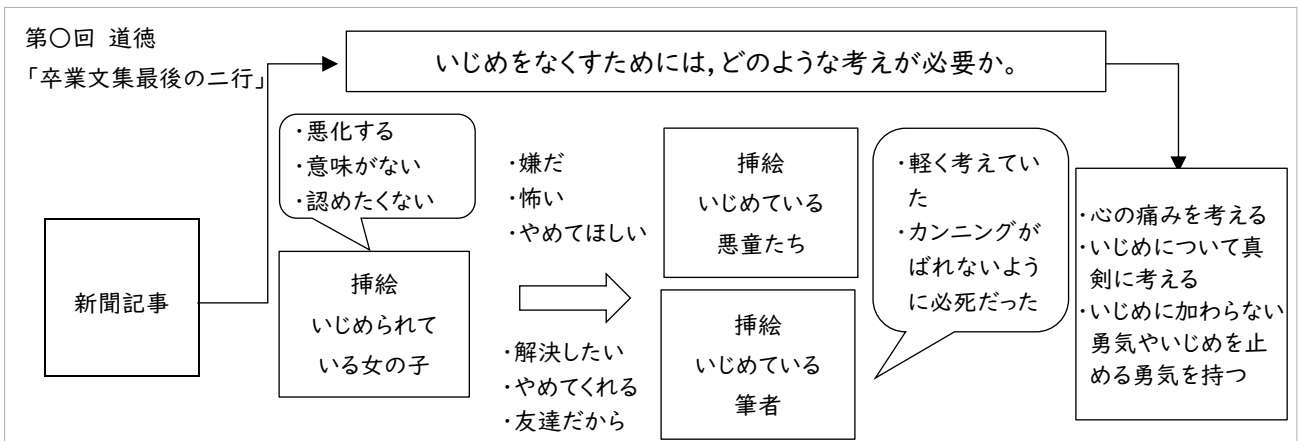 第〇回 道徳
「卒業文集最後の二行」
いじめをなくすためには,どのような考えが必要か。
新聞記事
・悪化する
・意味がない
・認めたくない
挿絵
いじめられて
いる女の子
・嫌だ
・怖い
・やめてほしい
・解決したい
・やめてくれる
・友達だから
挿絵
いじめている
悪童たち
挿絵
いじめている
筆者
・軽く考えてい
た
・カンニングが
ばれないよう
に必死だった
・心の痛みを考える
・いじめについて真
剣に考える
・いじめに加わらない
勇気やいじめを止
める勇気を持つ